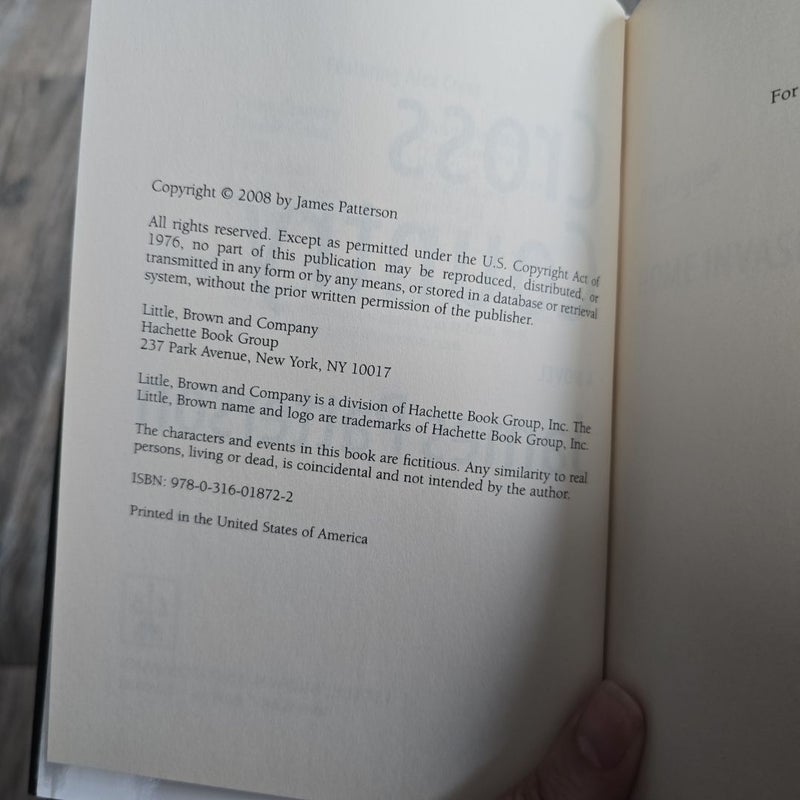 Copyright © 2008 by James Patterson
All rights reserved. Except as permitted under the U.S. Copyright Act of
1976, no part of this publication may be reproduced, distributed, or
transmitted in any form or by any means, or stored in a database or retrieval
system, without the prior written permission of the publisher.
Little, Brown and Company
Hachette Book Group
237 Park Avenue, New York, NY 10017
Little, Brown and Company is a division of Hachette Book Group, Inc. The
Little, Brown name and logo are trademarks of Hachette Book Group, Inc.
The characters and events in this book are fictitious. Any similarity to real
persons, living or dead, is coincidental and not intended by the author.
ISBN: 978-0-316-01872-2
Printed in the United States of America
For